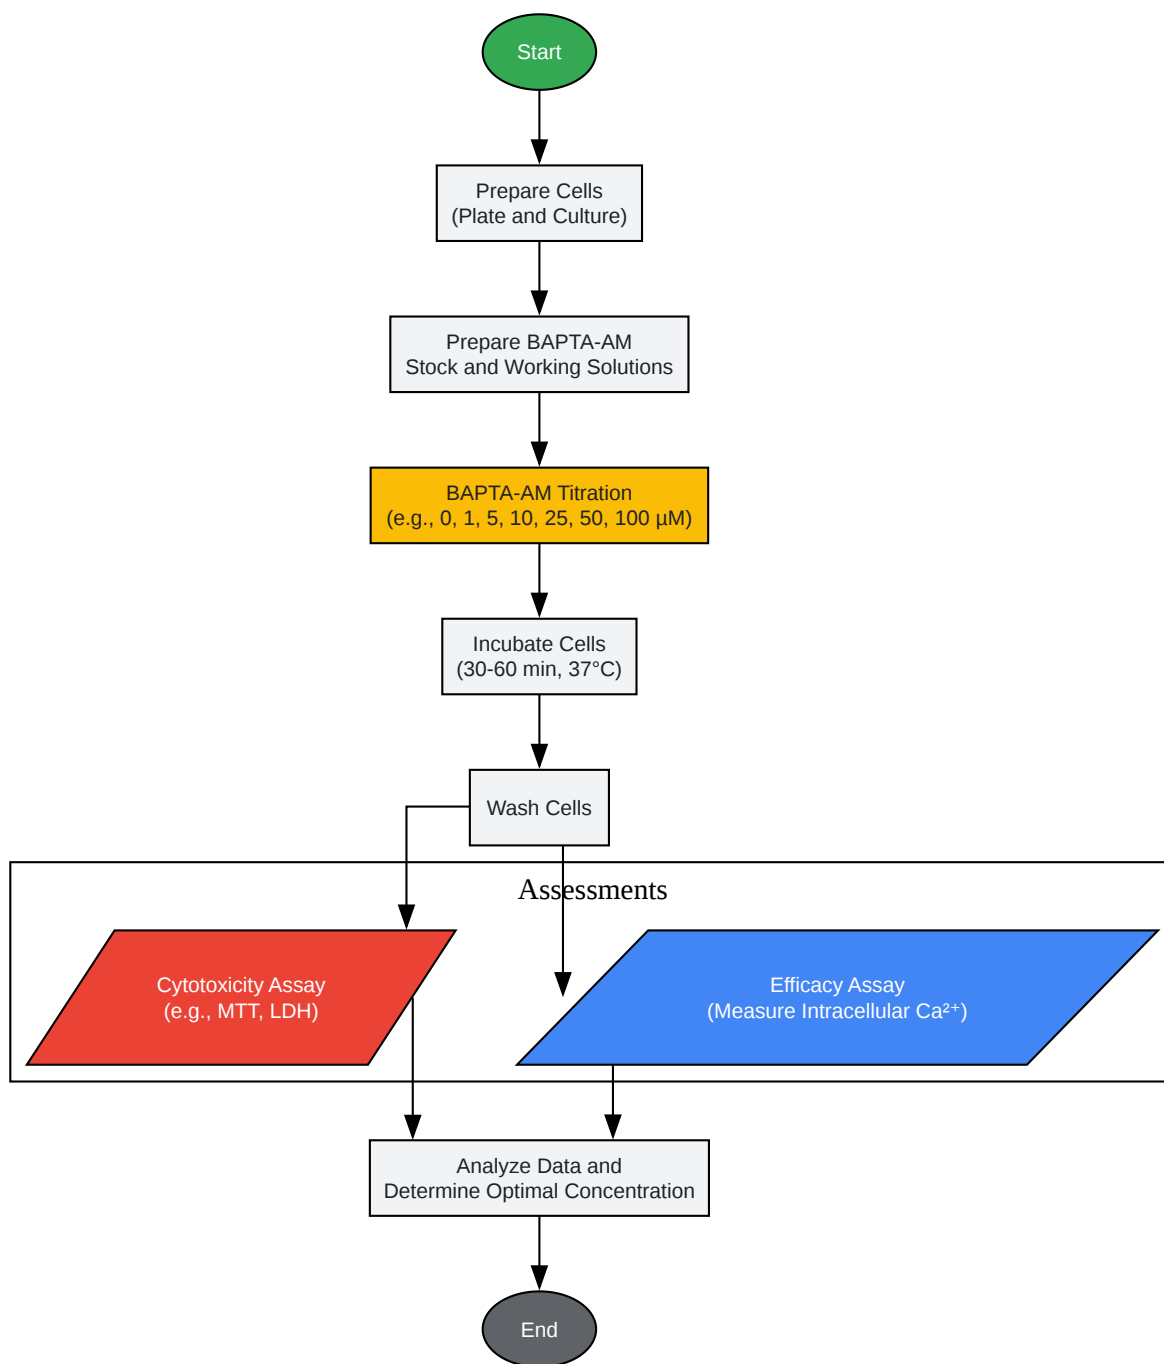 Start
Prepare Cells
(Plate and Culture)
Prepare BAPTA-AM
Stock and Working Solutions
BAPTA-AM Titration
(e.g., 0, 1, 5, 10, 25, 50, 100 µM)
Incubate Cells
(30-60 min, 37°C)
Wash Cells
Assessments
Cytotoxicity Assay
(e.g., MTT, LDH)
Efficacy Assay
(Measure Intracellular Ca²⁺)
Analyze Data and
Determine Optimal Concentration
End